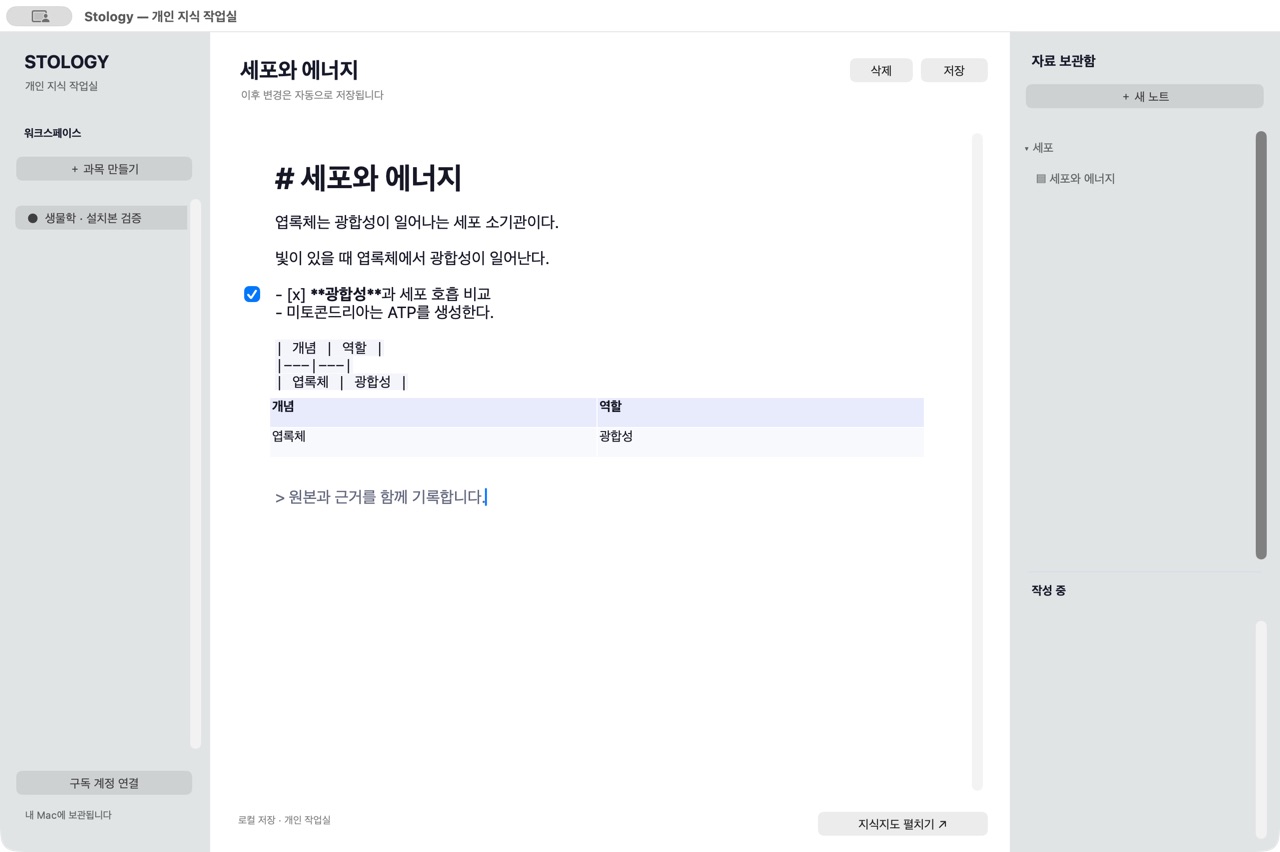 Stology — 개인 지식 작업실
STOLOGY
개인 지식 작업실
워크스페이스
+ 과목 만들기
생물학 · 설치본 검증
구독 계정 연결
내 Mac에 보관됩니다
세포와 에너지
이후 변경은 자동으로 저장됩니다
삭제
저장
# 세포와 에너지
엽록체는 광합성이 일어나는 세포 소기관이다.
빛이 있을 때 엽록체에서 광합성이 일어난다.
- [x] **광합성**과 세포 호흡 비교
- 미토콘드리아는 ATP를 생성한다.
| 개념 | 역할 |
|---|---|
| 엽록체 | 광합성 |
개념 역할
엽록체 광합성
> 원본과 근거를 함께 기록합니다.
로컬 저장 · 개인 작업실
지식지도 펼치기 ↗
자료 보관함
+ 새 노트
▾ 세포
▤ 세포와 에너지
작성 중